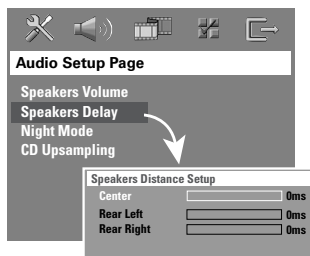 Audio Setup Page
Speakers Volume
Speakers Delay
Night Mode
CD Upsampling
Speakers Distance Setup
Center 0ms
Rear Left 0ms
Rear Right 0ms